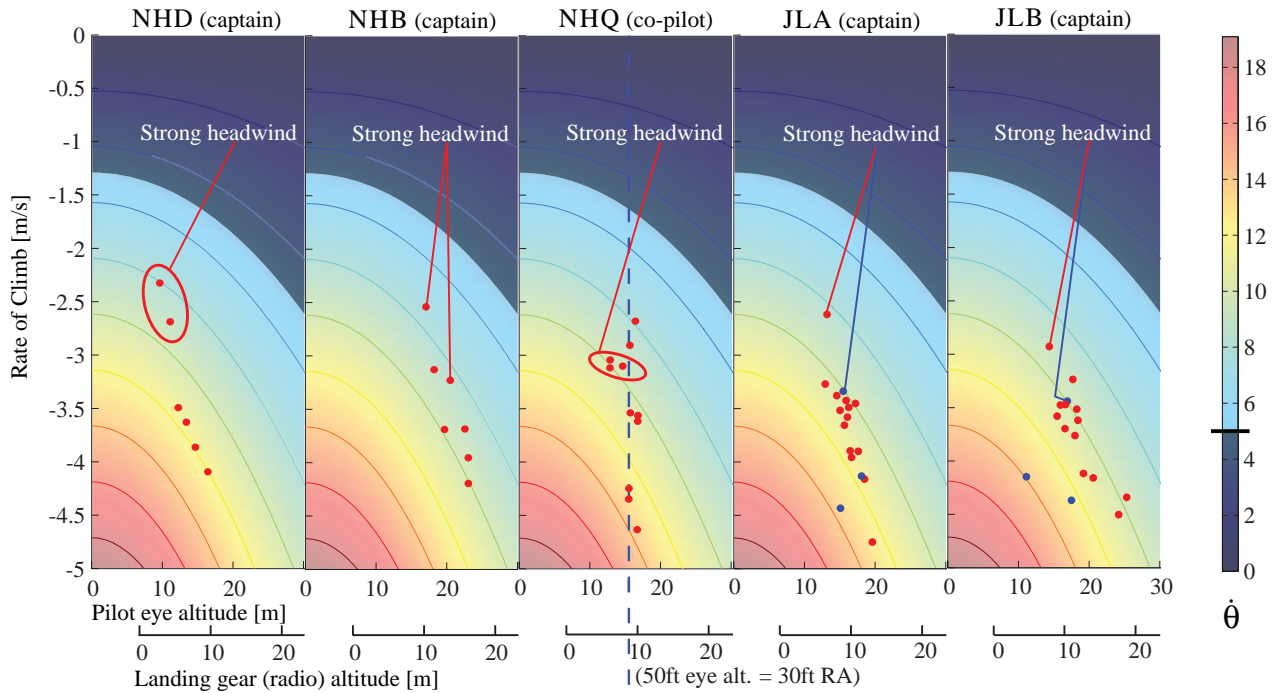 NHD (captain) NHB (captain) NHQ (co-pilot) JLA (captain) JLB (captain)
0 18
-0.5 16
Strong headwind Strong headwind Strong headwind Strong headwind Strong headwind
-1 14
-1.5 12
-2 10
-2.5 8
-3 6
-3.5 5
-4 4
-4.5 2
-5 0
Rate of Climb [m/s]
0 10 20 0 10 20 0 10 20 0 10 20 0 10 20 30
θ̇
Pilot eye altitude [m]
0 10 20 0 10 20 0 10 20 0 10 20 0 10 20
Landing gear (radio) altitude [m] (50ft eye alt. = 30ft RA)